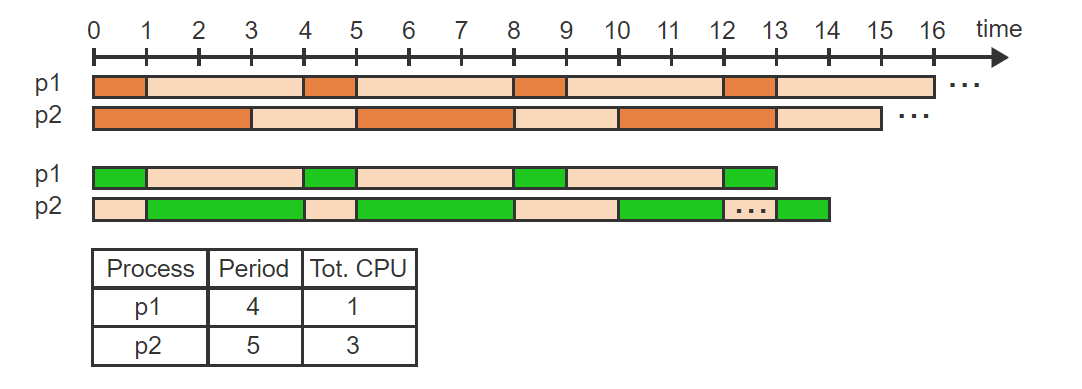 0 1 2 3 4 5 6 7 8 9 10 11 12 13 14 15 16 time
p1 ...
p2 ...
p1
p2 ...
Process Period Tot. CPU
p1 4 1
p2 5 3